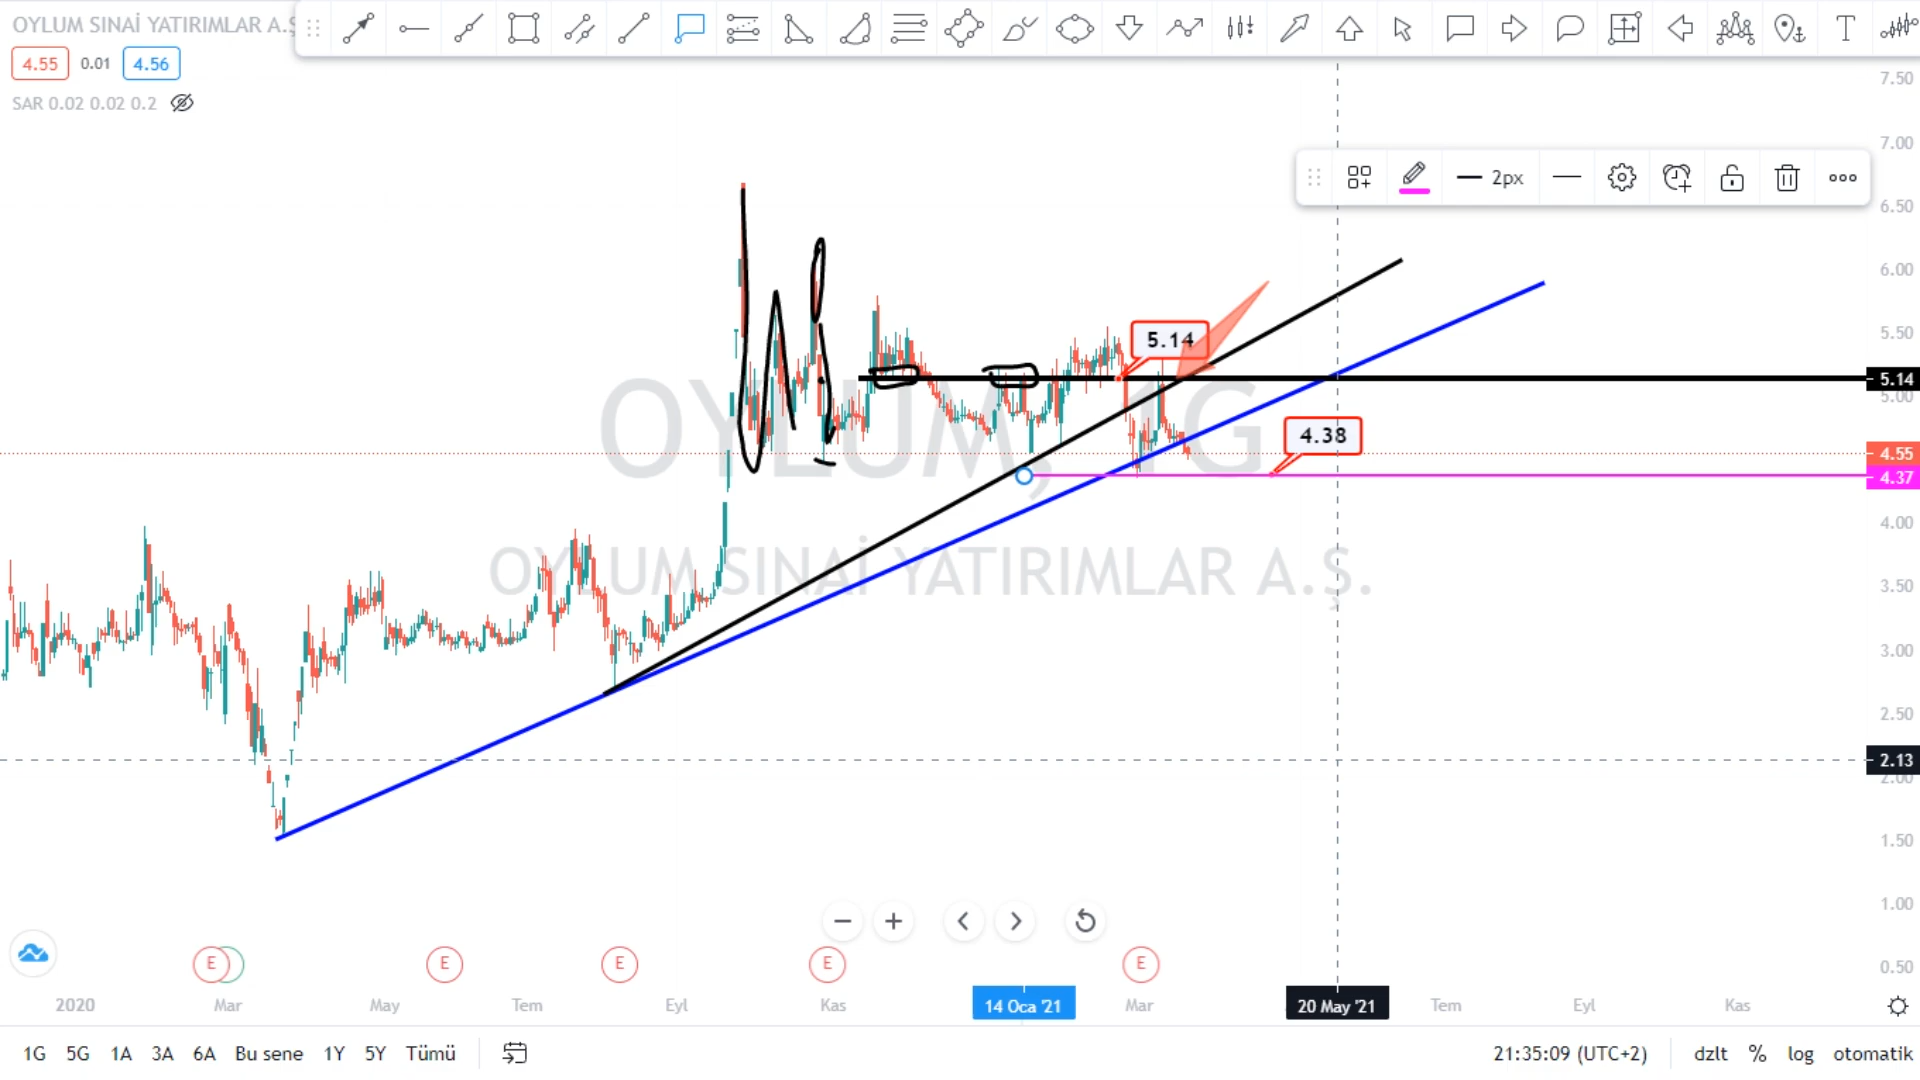 OYLUM SINAİ YATIRIMLAR A.Ş
4.55 0.01 4.56
SAR 0.02 0.02 0.2
2px
7.50
7.00
6.50
6.00
5.50
5.14
5.14
5.00
4.38
4.55
4.37
4.00
3.50
3.00
2.50
2.13
2.00
1.50
1.00
0.50
OYLUM, 1G
OYLUM SINAİ YATIRIMLAR A.Ş.
E E E E E
2020 Mar May Tem Eyl Kas 14 Oca '21 Mar 20 May '21 Tem Eyl Kas
1G 5G 1A 3A 6A Bu sene 1Y 5Y Tümü 21:35:09 (UTC+2) dzlt % log otomatik